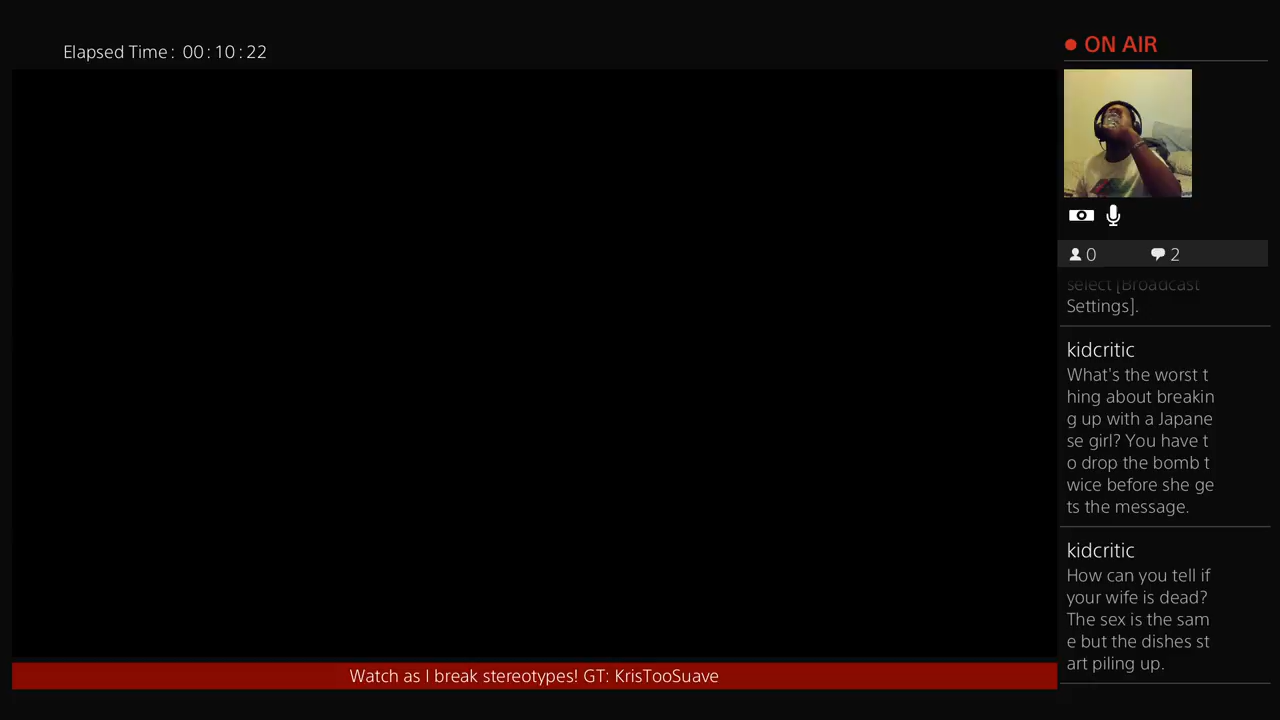 Elapsed Time: 00:10:22
ON AIR
0 2
select [Broadcast
Settings].
kidcritic
What's the worst t
hing about breakin
g up with a Japane
se girl? You have t
o drop the bomb t
wice before she ge
ts the message.
kidcritic
How can you tell if
your wife is dead?
The sex is the sam
e but the dishes st
art piling up.
Watch as I break stereotypes! GT: KrisTooSuave